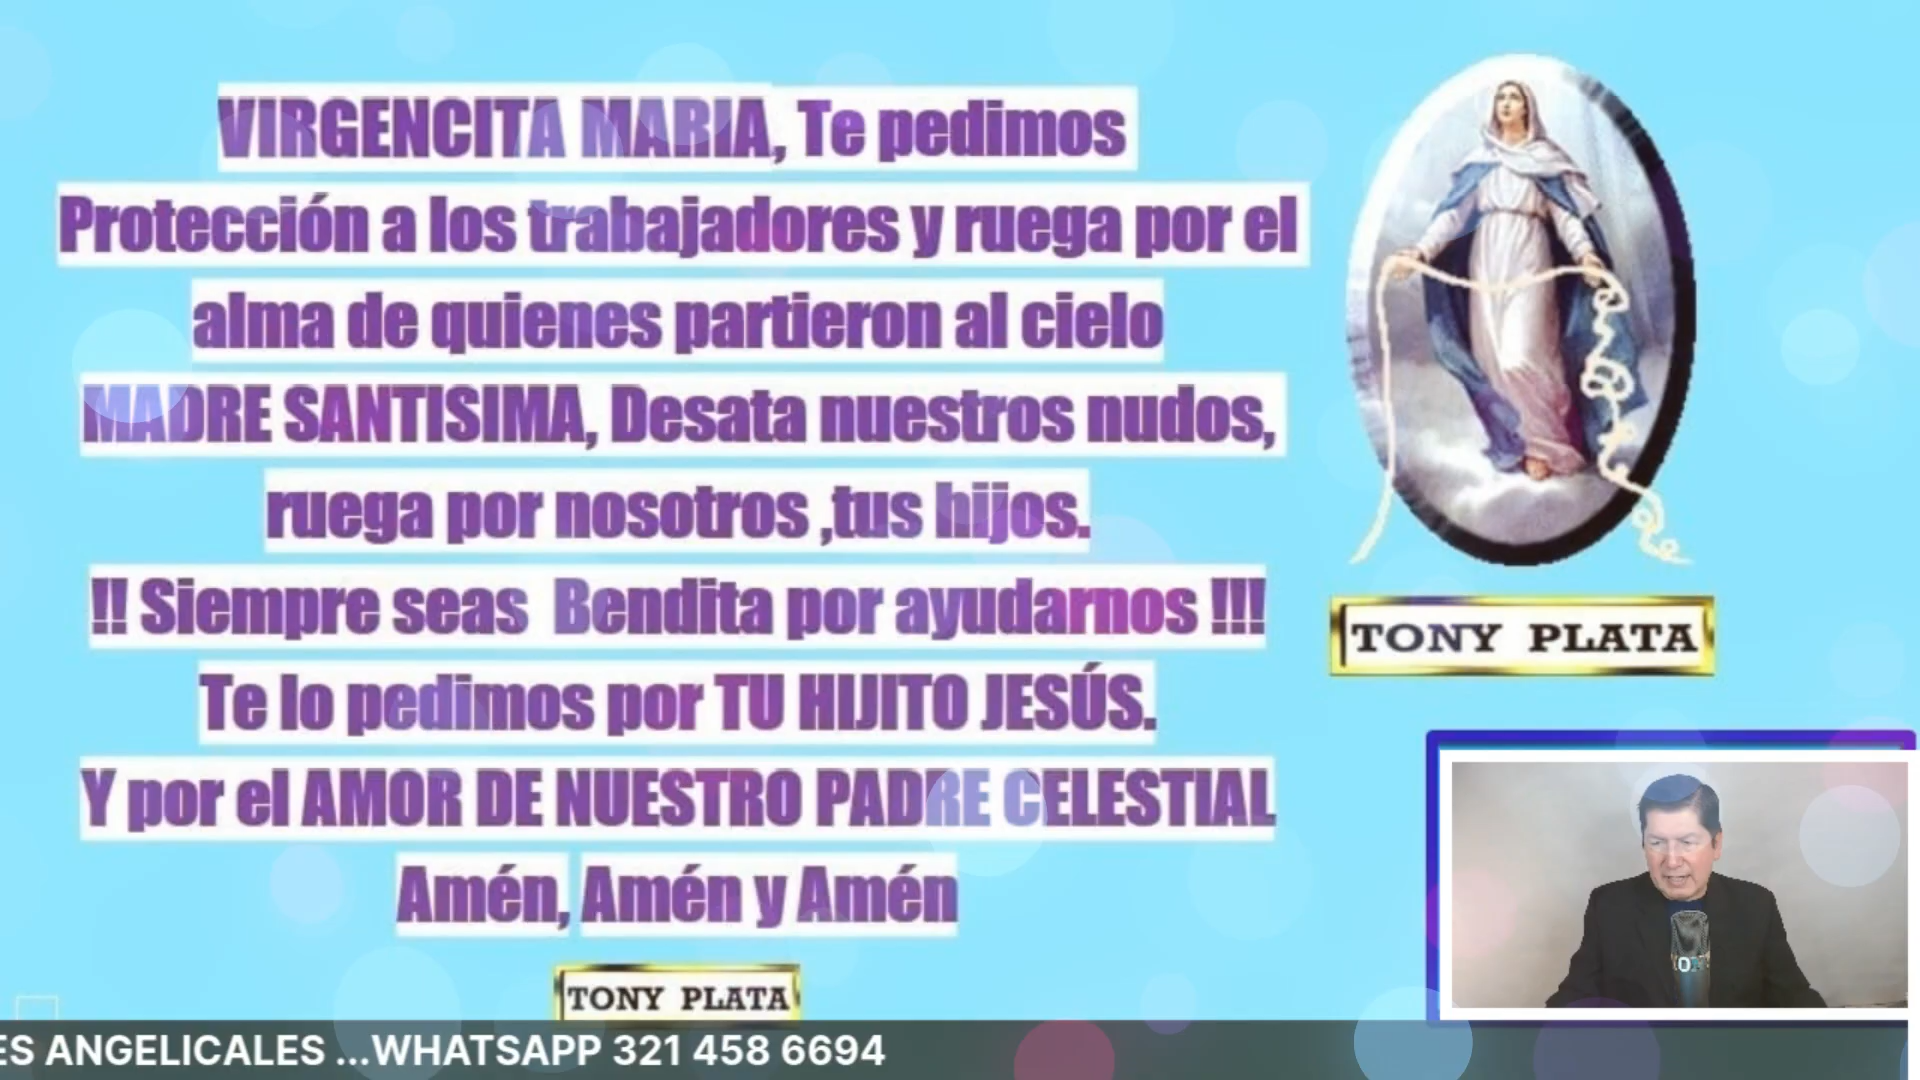 VIRGENCITA MARIA, Te pedimos
Protección a los trabajadores y ruega por el
alma de quienes partieron al cielo
MADRE SANTISIMA, Desata nuestros nudos,
ruega por nosotros ,tus hijos.
!! Siempre seas Bendita por ayudarnos !!!
Te lo pedimos por TU HIJITO JESÚS.
Y por el AMOR DE NUESTRO PADRE CELESTIAL
Amén, Amén y Amén
TONY PLATA
TONY PLATA
ES ANGELICALES ...WHATSAPP 321 458 6694